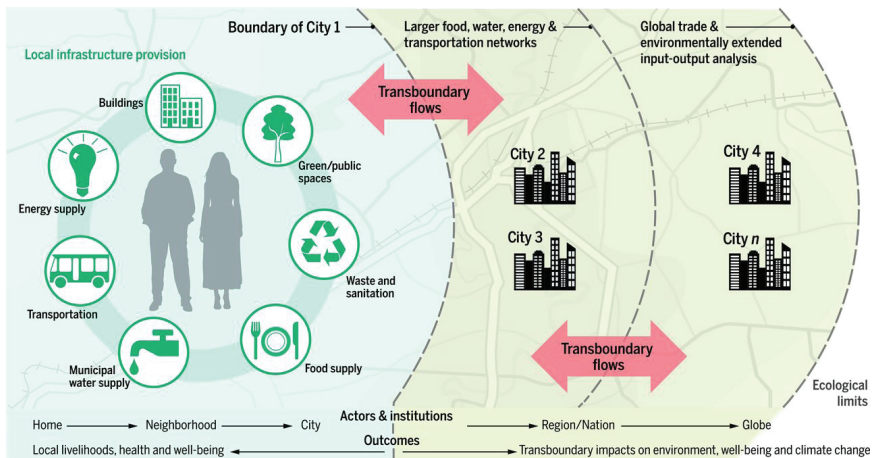 Boundary of City 1
Larger food, water, energy &
transportation networks
Global trade &
environmentally extended
input-output analysis
Local infrastructure provision
Buildings
Green/public
spaces
Energy supply
Waste and
sanitation
Transportation
Food supply
Municipal
water supply
Transboundary
flows
City 2
City 4
City 3
City n
Transboundary
flows
Ecological
limits
Actors & institutions
Home
Neighborhood
City
Region/Nation
Globe
Outcomes
Local livelihoods, health and well-being
Transboundary impacts on environment, well-being and climate change